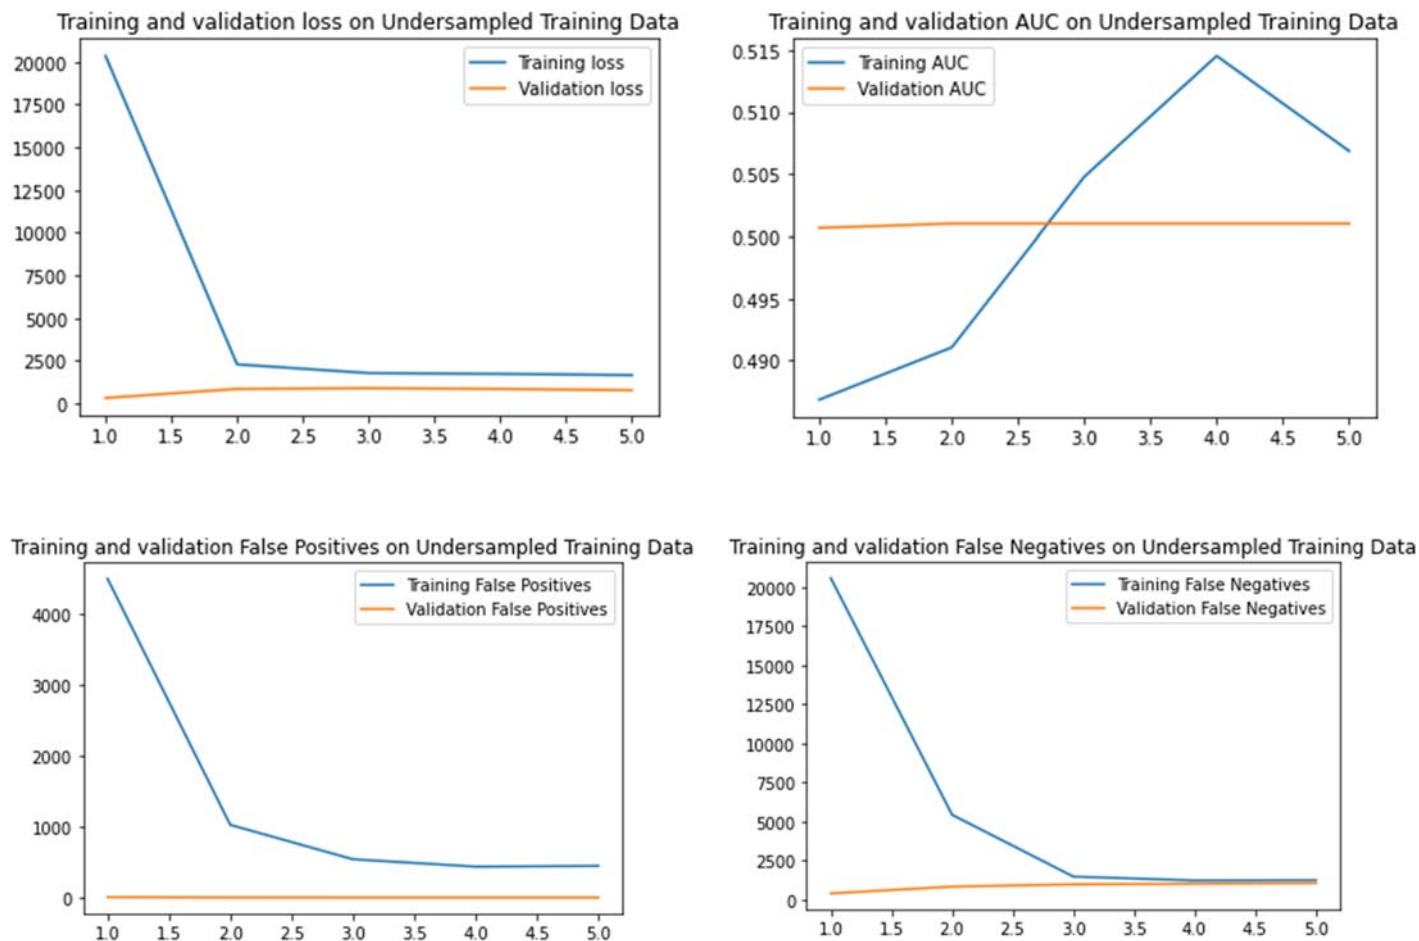 Training and validation loss on Undersampled Training Data
20000
17500
15000
12500
10000
7500
5000
2500
0
Training loss
Validation loss
1.0 1.5 2.0 2.5 3.0 3.5 4.0 4.5 5.0
Training and validation AUC on Undersampled Training Data
0.515
0.510
0.505
0.500
0.495
0.490
Training AUC
Validation AUC
1.0 1.5 2.0 2.5 3.0 3.5 4.0 4.5 5.0
Training and validation False Positives on Undersampled Training Data
4000
3000
2000
1000
0
Training False Positives
Validation False Positives
1.0 1.5 2.0 2.5 3.0 3.5 4.0 4.5 5.0
Training and validation False Negatives on Undersampled Training Data
20000
17500
15000
12500
10000
7500
5000
2500
0
Training False Negatives
Validation False Negatives
1.0 1.5 2.0 2.5 3.0 3.5 4.0 4.5 5.0